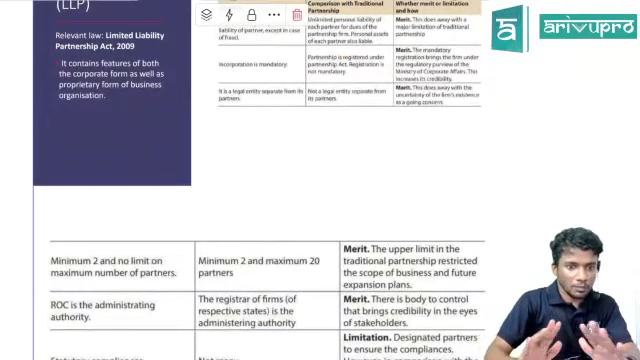 (LLP)
Relevant law: Limited Liability
Partnership Act, 2009
It contains features of both
the corporate form as well as
proprietary form of business
organisation.
Comparison with Traditional
Partnership
Whether merit or limitation
and how
liability of partner, except in case
of fraud.
Unlimited personal liability of
each partner for dues of the
partnership firm. Personal assets
of each partner also liable.
Merit. This does away with a
major limitation of traditional
partnership
Incorporation is mandatory.
Partnership is registered under
partnership Act. Registration is
not mandatory.
Merit. The mandatory
registration brings the firm under
the regulatory purview of the
Ministry of Corporate Affairs. This
increases its credibility.
It is a legal entity separate from its
partners.
Not a legal entity separate from
its partners.
Merit. This does away with the
uncertainty of the firm's existence
as a going concern.
Minimum 2 and no limit on
maximum number of partners.
Minimum 2 and maximum 20
partners
Merit. The upper limit in the
traditional partnership restricted
the scope of business and future
expansion plans.
ROC is the administrating
authority.
The registrar of firms (of
respective states) is the
administering authority
Merit. There is body to control
that brings credibility in the eyes
of stakeholders.
Limitation. Designated partners
to ensure the compliances.
arivupro